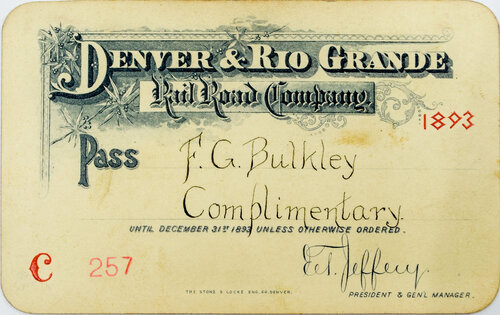 DENVER & RIO GRANDE
Rail Road Company.
1893
Pass F. G. Bulkley
Complimentary.
UNTIL DECEMBER 31ST 1893 UNLESS OTHERWISE ORDERED.
C 257
E.T. Jeffery
PRESIDENT & GEN'L MANAGER.
THE STONE & LOCKE ENG. CO. DENVER.